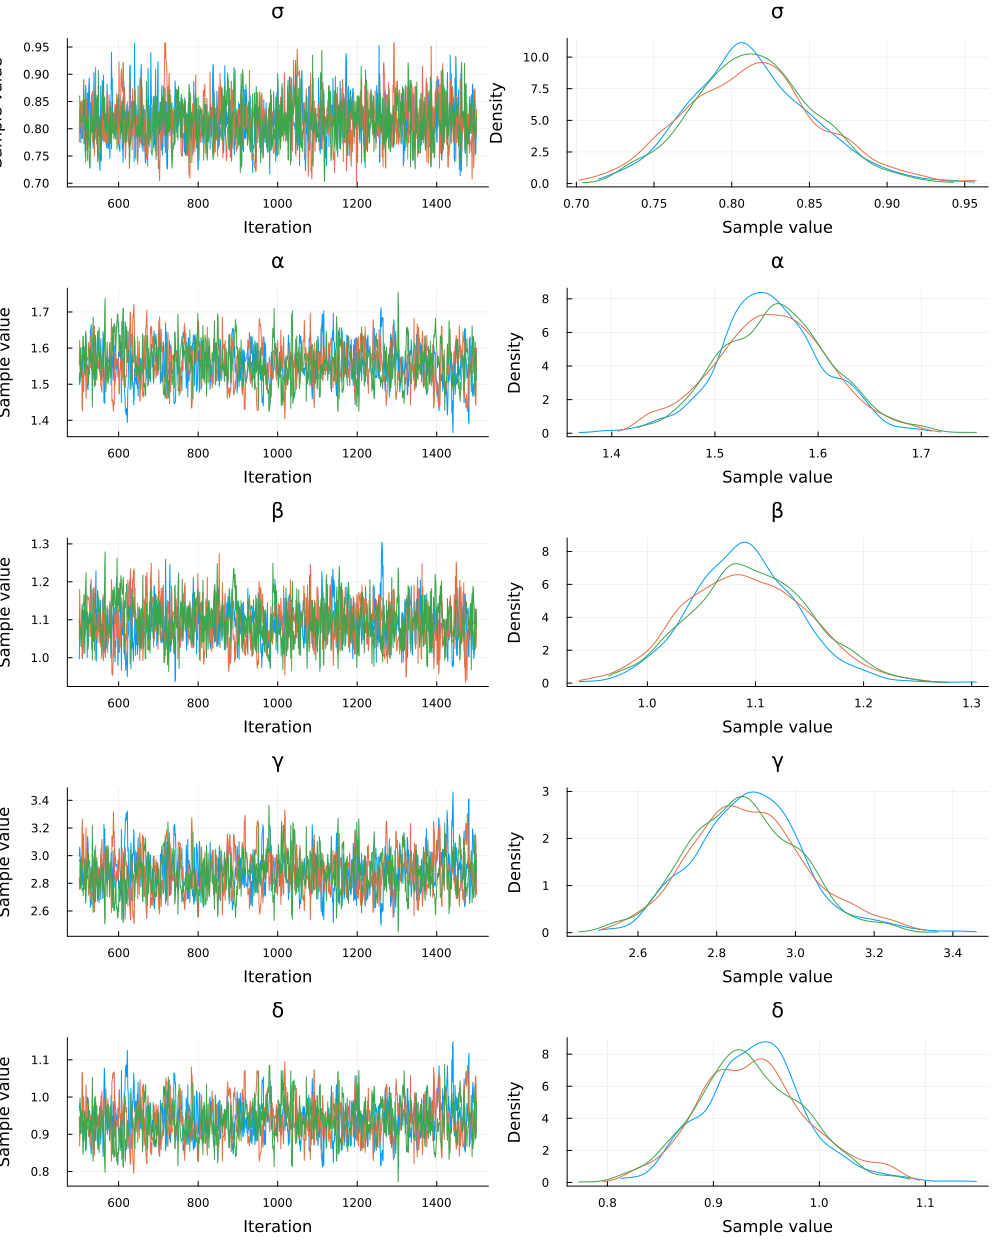 σ
Sample value
0.95
0.90
0.85
0.80
0.75
0.70
600 800 1000 1200 1400
Iteration
σ
Density
10.0
7.5
5.0
2.5
0.0
0.70 0.75 0.80 0.85 0.90 0.95
Sample value
α
Sample value
1.7
1.6
1.5
1.4
600 800 1000 1200 1400
Iteration
α
Density
8
6
4
2
0
1.4 1.5 1.6 1.7
Sample value
β
Sample value
1.3
1.2
1.1
1.0
600 800 1000 1200 1400
Iteration
β
Density
8
6
4
2
0
1.0 1.1 1.2 1.3
Sample value
γ
Sample value
3.4
3.2
3.0
2.8
2.6
600 800 1000 1200 1400
Iteration
γ
Density
3
2
1
0
2.6 2.8 3.0 3.2 3.4
Sample value
δ
Sample value
1.1
1.0
0.9
0.8
600 800 1000 1200 1400
Iteration
δ
Density
8
6
4
2
0
0.8 0.9 1.0 1.1
Sample value